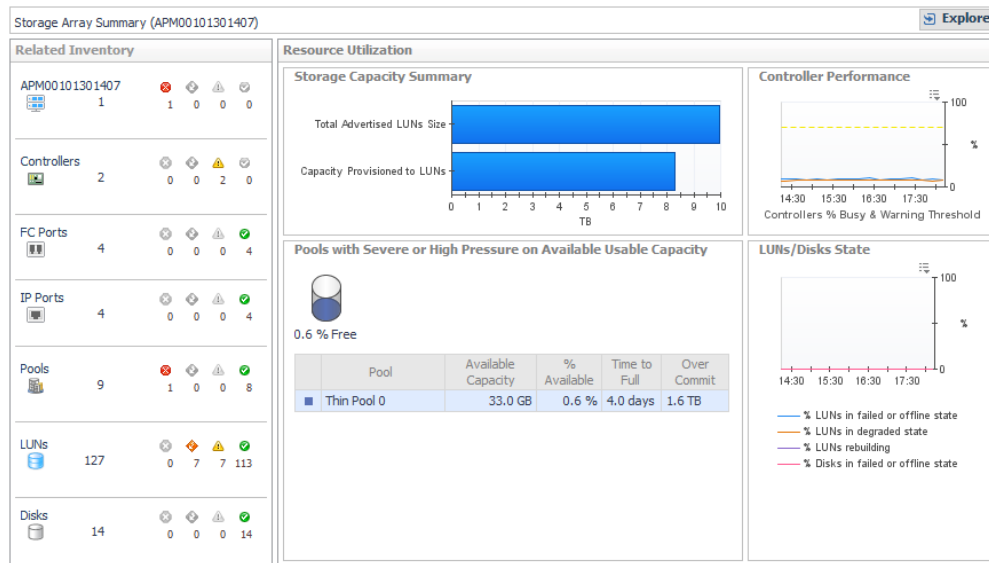 Storage Array Summary (APM00101301407)
Explore
Related Inventory
APM00101301407
1
1 0 0 0
Controllers
2
0 0 2 0
FC Ports
4
0 0 0 4
IP Ports
4
0 0 0 4
Pools
9
1 0 0 8
LUNs
127
0 7 7 113
Disks
14
0 0 0 14
Resource Utilization
Storage Capacity Summary
Total Advertised LUNs Size
Capacity Provisioned to LUNs
0 1 2 3 4 5 6 7 8 9 10
TB
Controller Performance
100
%
0
14:30 15:30 16:30 17:30
Controllers % Busy & Warning Threshold
Pools with Severe or High Pressure on Available Usable Capacity
0.6 % Free
Pool Available Capacity % Available Time to Full Over Commit
Thin Pool 0 33.0 GB 0.6 % 4.0 days 1.6 TB
LUNs/Disks State
100
%
0
14:30 15:30 16:30 17:30
% LUNs in failed or offline state
% LUNs in degraded state
% LUNs rebuilding
% Disks in failed or offline state